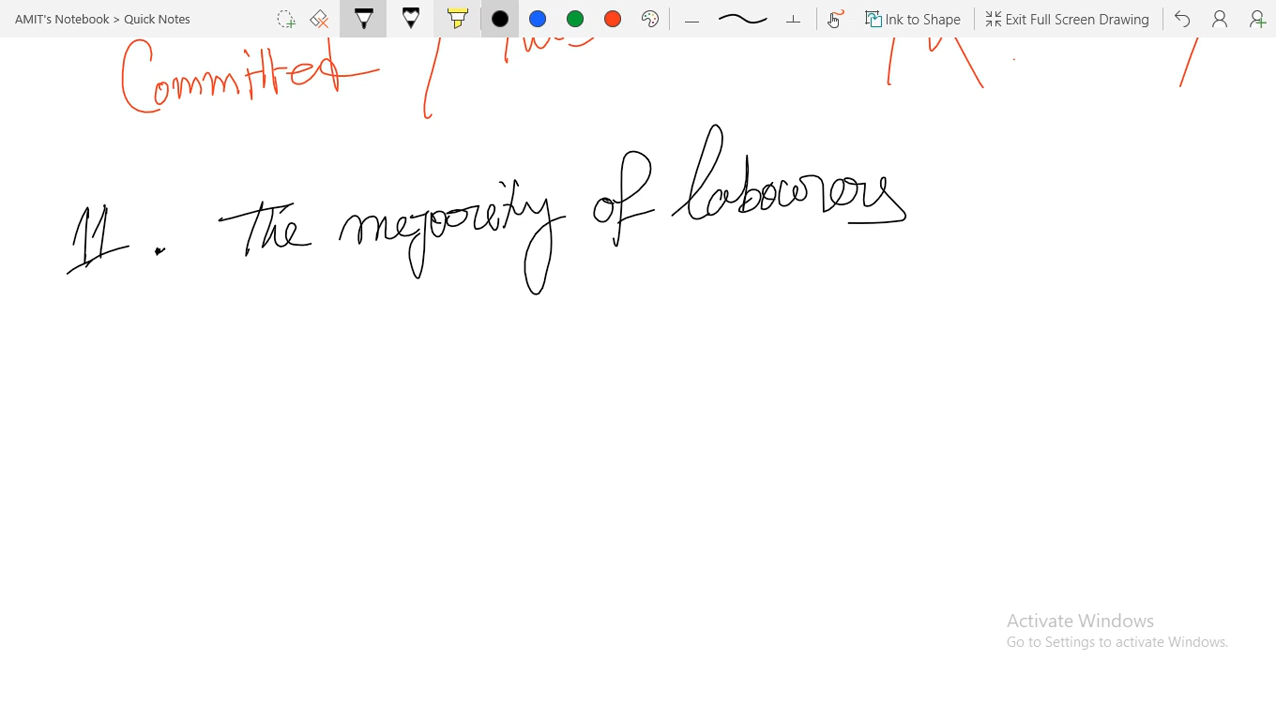 AMIT's Notebook > Quick Notes
Ink to Shape
Exit Full Screen Drawing
Committed
11. The mejoority of labourers
Activate Windows
Go to Settings to activate Windows.